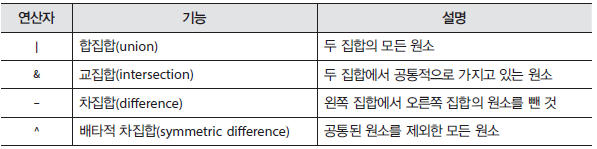 연산자 기능 설명
| 합집합(union) 두 집합의 모든 원소
& 교집합(intersection) 두 집합에서 공통적으로 가지고 있는 원소
- 차집합(difference) 왼쪽 집합에서 오른쪽 집합의 원소를 뺀 것
^ 배타적 차집합(symmetric difference) 공통된 원소를 제외한 모든 원소